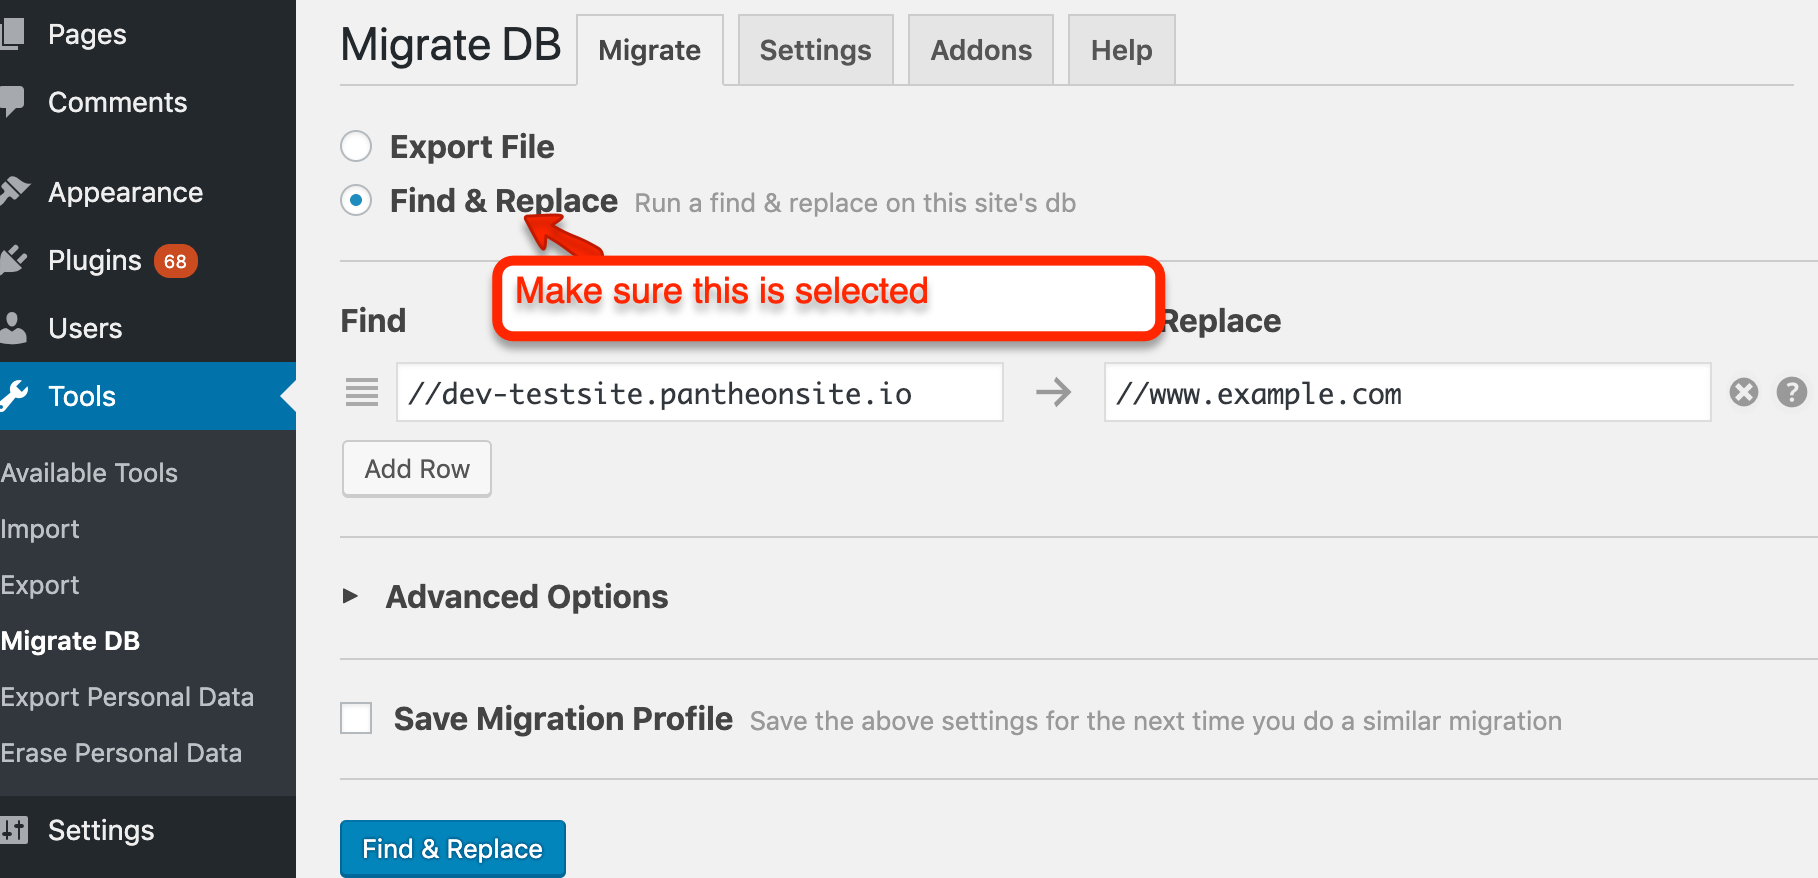 Pages
Comments
Appearance
Plugins 68
Users
Tools
Available Tools
Import
Export
Migrate DB
Export Personal Data
Erase Personal Data
Settings
Migrate DB Migrate Settings Addons Help
Export File
Find & Replace Run a find & replace on this site's db
Make sure this is selected
Find Replace
//dev-testsite.pantheonsite.io → //www.example.com ?
Add Row
Advanced Options
Save Migration Profile Save the above settings for the next time you do a similar migration
Find & Replace